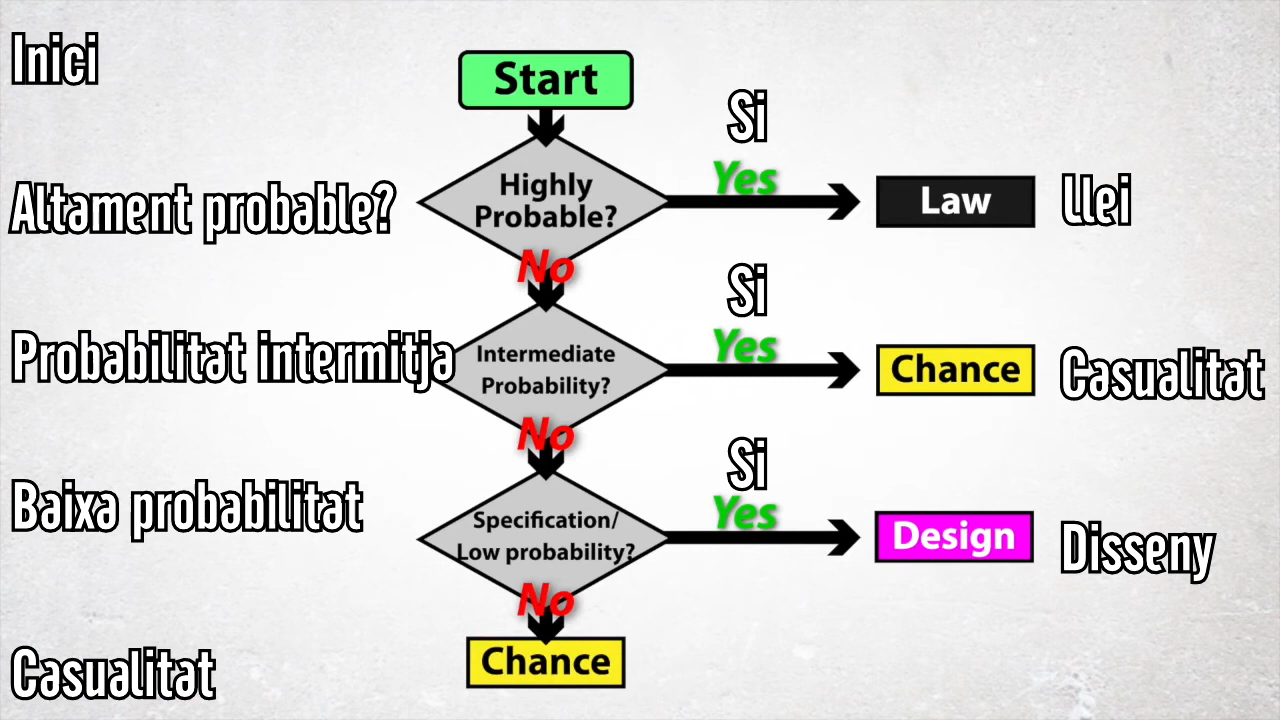 Inici
Start
Si
Yes
Altament probable?
Highly
Probable?
Law
Llei
No
Si
Yes
Probabilitat intermitja
Intermediate
Probability?
Chance
Casualitat
No
Si
Yes
Baixa probabilitat
Specification/
Low probability?
Design
Disseny
No
Casualitat
Chance